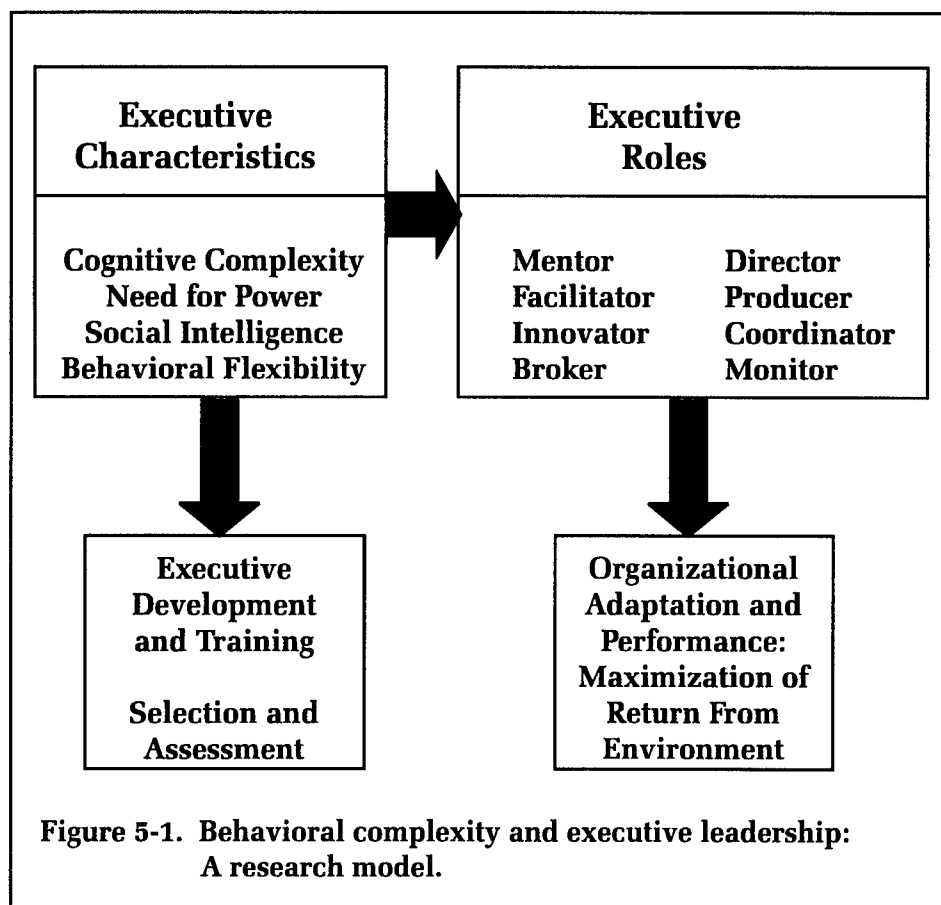 Executive
Characteristics
Cognitive Complexity
Need for Power
Social Intelligence
Behavioral Flexibility
Executive
Roles
Mentor
Facilitator
Innovator
Broker
Director
Producer
Coordinator
Monitor
Executive
Development
and Training
Selection and
Assessment
Organizational
Adaptation and
Performance:
Maximization of
Return From
Environment
Figure 5-1. Behavioral complexity and executive leadership:
A research model.